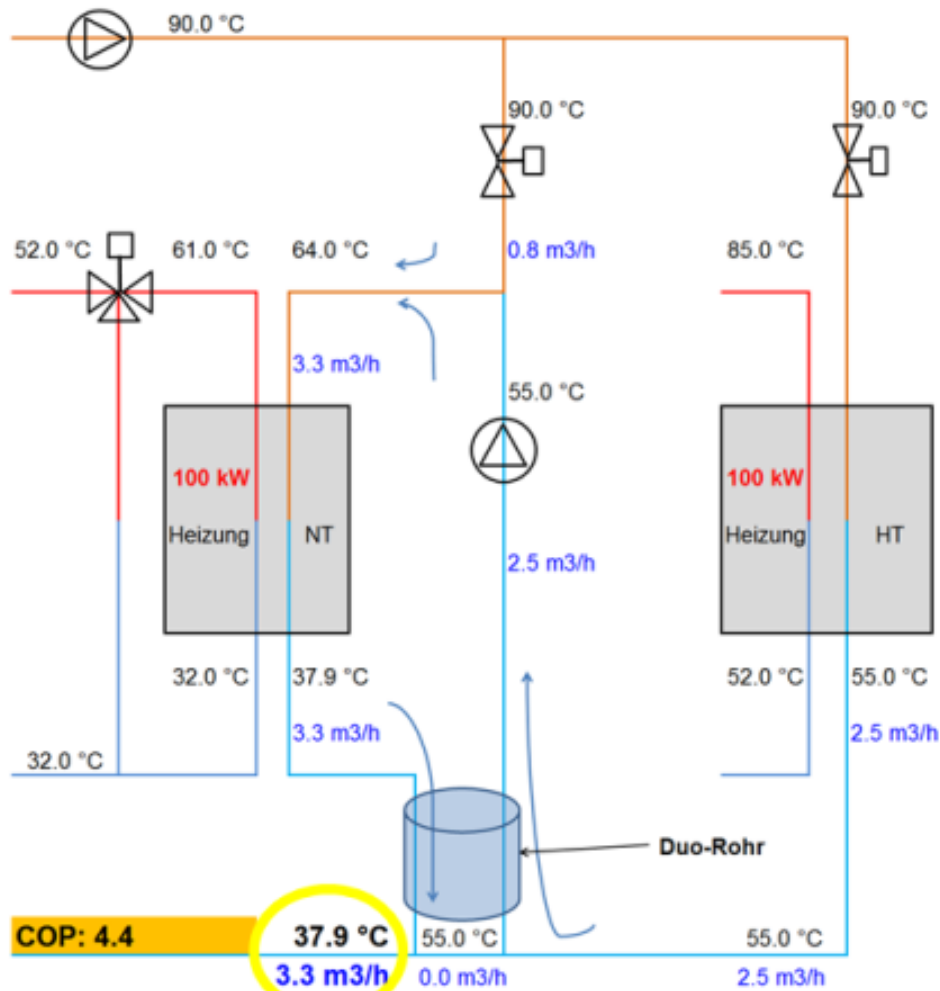 90.0 °C
90.0 °C
90.0 °C
52.0 °C
61.0 °C
64.0 °C
0.8 m3/h
85.0 °C
3.3 m3/h
55.0 °C
100 kW
100 kW
Heizung
NT
Heizung
HT
2.5 m3/h
32.0 °C
37.9 °C
52.0 °C
55.0 °C
3.3 m3/h
2.5 m3/h
32.0 °C
Duo-Rohr
COP: 4.4
37.9 °C
55.0 °C
55.0 °C
3.3 m3/h
0.0 m3/h
2.5 m3/h